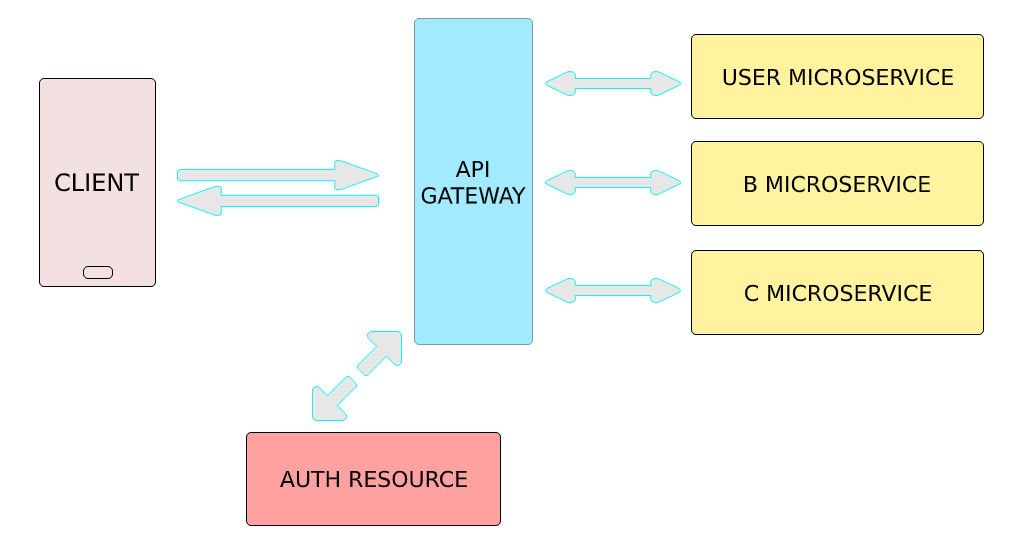 CLIENT
API
GATEWAY
USER MICROSERVICE
B MICROSERVICE
C MICROSERVICE
AUTH RESOURCE